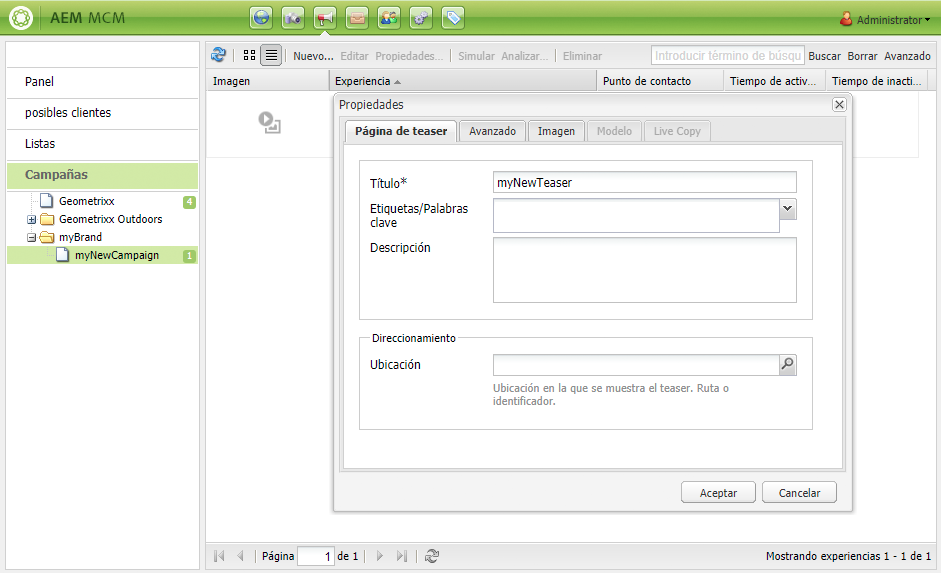 AEM MCM
Administrator
Panel
posibles clientes
Listas
Campañas
Geometrixx 4
Geometrixx Outdoors
myBrand
myNewCampaign 1
Nuevo... Editar Propiedades... Simular Analizar... Eliminar Introducir término de búsqu Buscar Borrar Avanzado
Imagen Experiencia Punto de contacto Tiempo de activ... Tiempo de inacti...
Propiedades
Página de teaser Avanzado Imagen Modelo Live Copy
Título* myNewTeaser
Etiquetas/Palabras
clave
Descripción
Direccionamiento
Ubicación
Ubicación en la que se muestra el teaser. Ruta o
identificador.
Aceptar Cancelar
Página 1 de 1 Mostrando experiencias 1 - 1 de 1